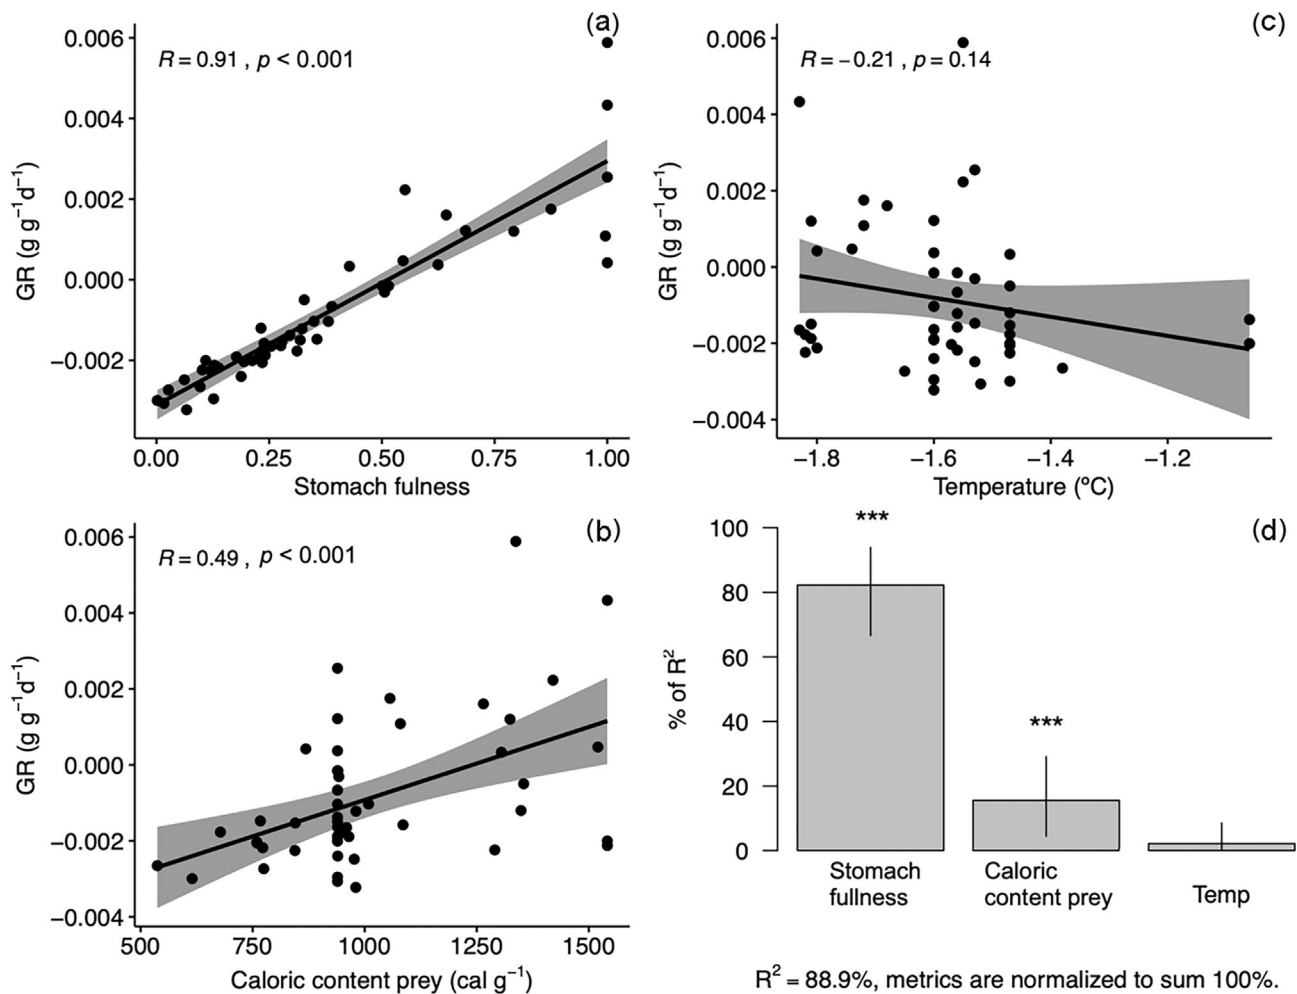 (a)
R = 0.91 , p < 0.001
0.006
0.004
0.002
0.000
−0.002
GR (g g⁻¹d⁻¹)
0.00 0.25 0.50 0.75 1.00
Stomach fulness
(c)
R = −0.21 , p = 0.14
0.006
0.004
0.002
0.000
−0.002
−0.004
GR (g g⁻¹d⁻¹)
−1.8 −1.6 −1.4 −1.2
Temperature (ºC)
(b)
R = 0.49 , p < 0.001
0.006
0.004
0.002
0.000
−0.002
−0.004
GR (g g⁻¹d⁻¹)
500 750 1000 1250 1500
Caloric content prey (cal g⁻¹)
(d)
100
80
60
40
20
0
% of R²
***
***
Stomach
fullness
Caloric
content prey
Temp
R² = 88.9%, metrics are normalized to sum 100%.